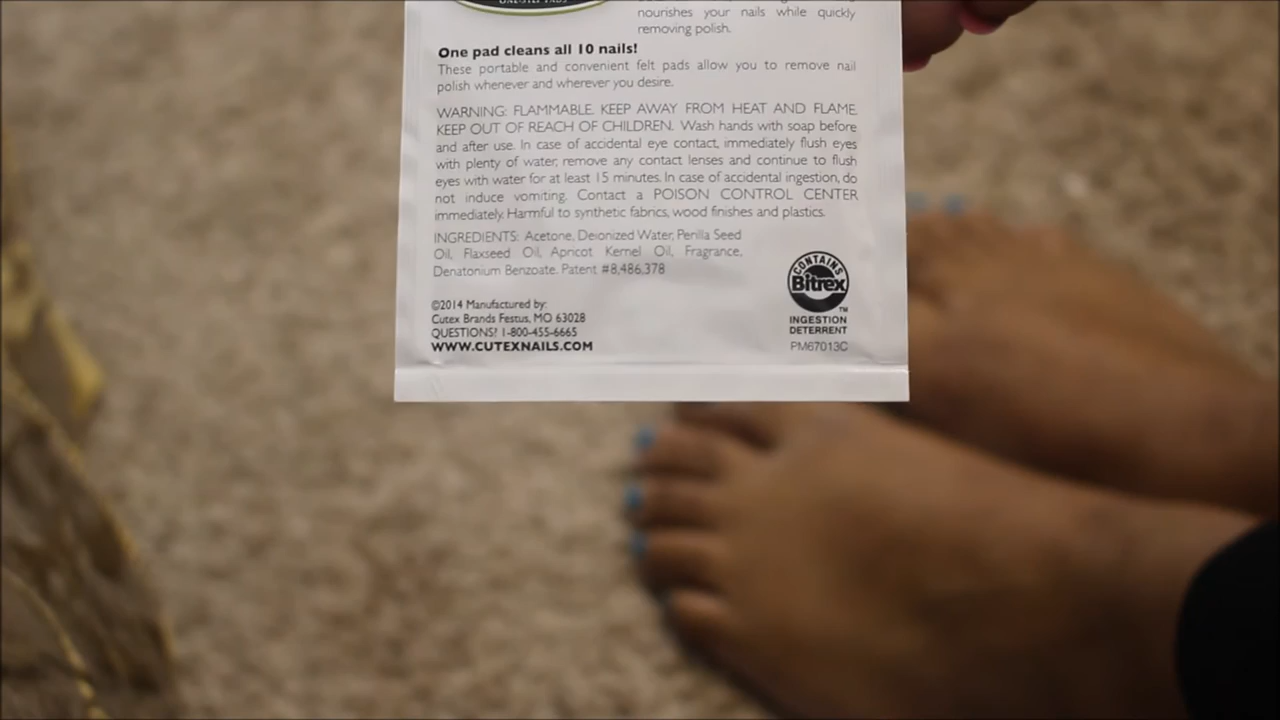 ONE-STEP PADS
nourishes your nails while quickly
removing polish.
One pad cleans all 10 nails!
These portable and convenient felt pads allow you to remove nail
polish whenever and wherever you desire.
WARNING: FLAMMABLE. KEEP AWAY FROM HEAT AND FLAME.
KEEP OUT OF REACH OF CHILDREN. Wash hands with soap before
and after use. In case of accidental eye contact, immediately flush eyes
with plenty of water, remove any contact lenses and continue to flush
eyes with water for at least 15 minutes. In case of accidental ingestion, do
not induce vomiting. Contact a POISON CONTROL CENTER
immediately. Harmful to synthetic fabrics, wood finishes and plastics.
INGREDIENTS: Acetone, Deionized Water, Perilla Seed
Oil, Flaxseed Oil, Apricot Kernel Oil, Fragrance,
Denatonium Benzoate. Patent #8,486,378
©2014 Manufactured by:
Cutex Brands Festus, MO 63028
QUESTIONS? 1-800-455-6665
WWW.CUTEXNAILS.COM
CONTAINS
Bitrex
TM
INGESTION
DETERRENT
PM67013C